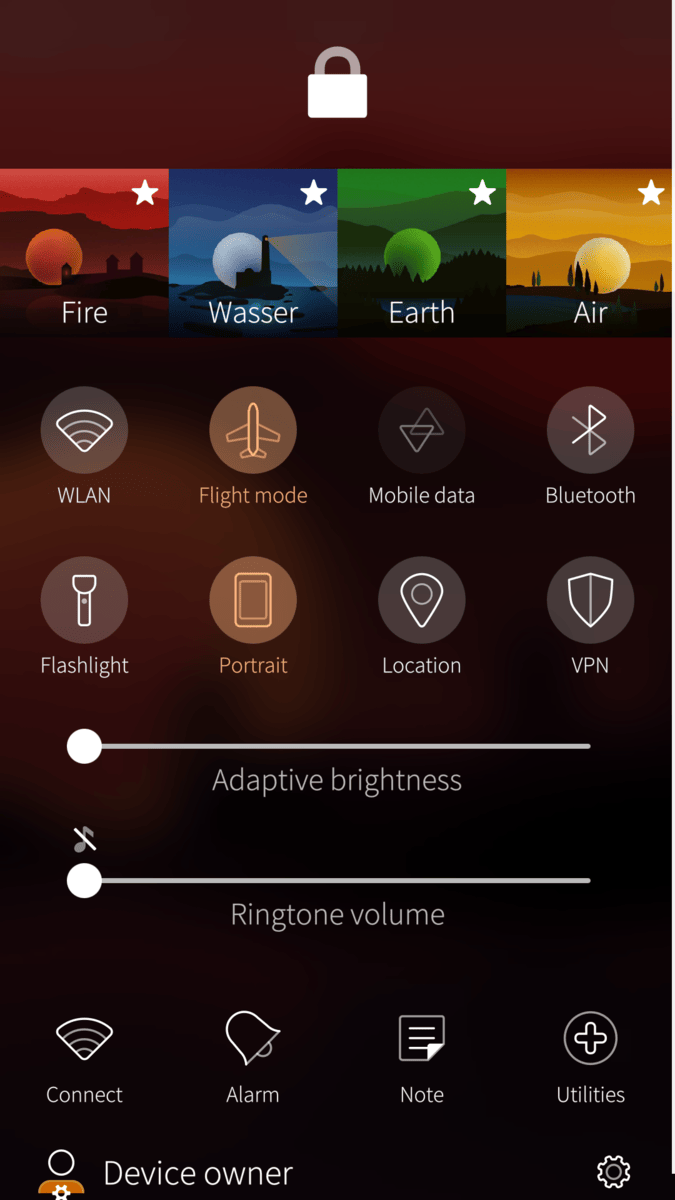 Fire Wasser Earth Air
WLAN Flight mode Mobile data Bluetooth
Flashlight Portrait Location VPN
Adaptive brightness
Ringtone volume
Connect Alarm Note Utilities
Device owner